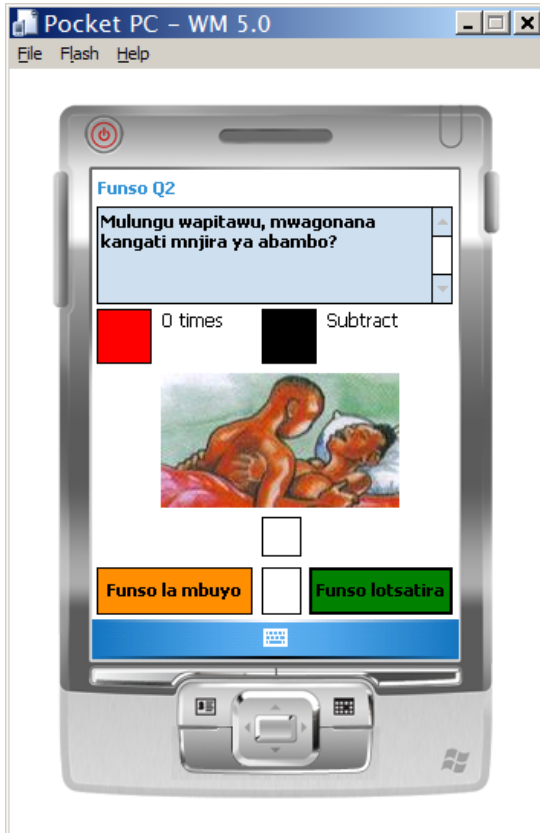 Pocket PC – WM 5.0
File Flash Help
Funso Q2
Mulungu wapitawu, mwagonana
kangati mnjira ya abambo?
0 times
Subtract
Funso la mbuyo
Funso lotsatira